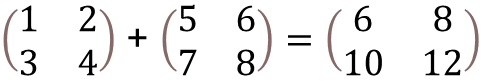 (1 2) + (5 6) = (6 8)
(3 4) (7 8) (10 12)